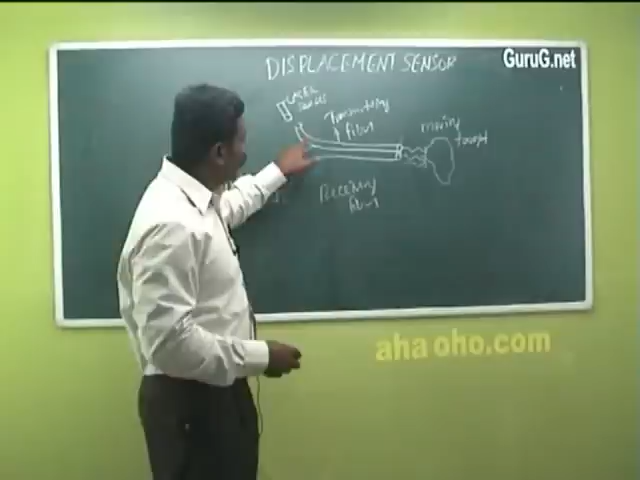 DISPLACEMENT SENSOR
GuruG.net
LASER
Transmitting
fibre
moving
target
Receiving
fibre
aha oho.com